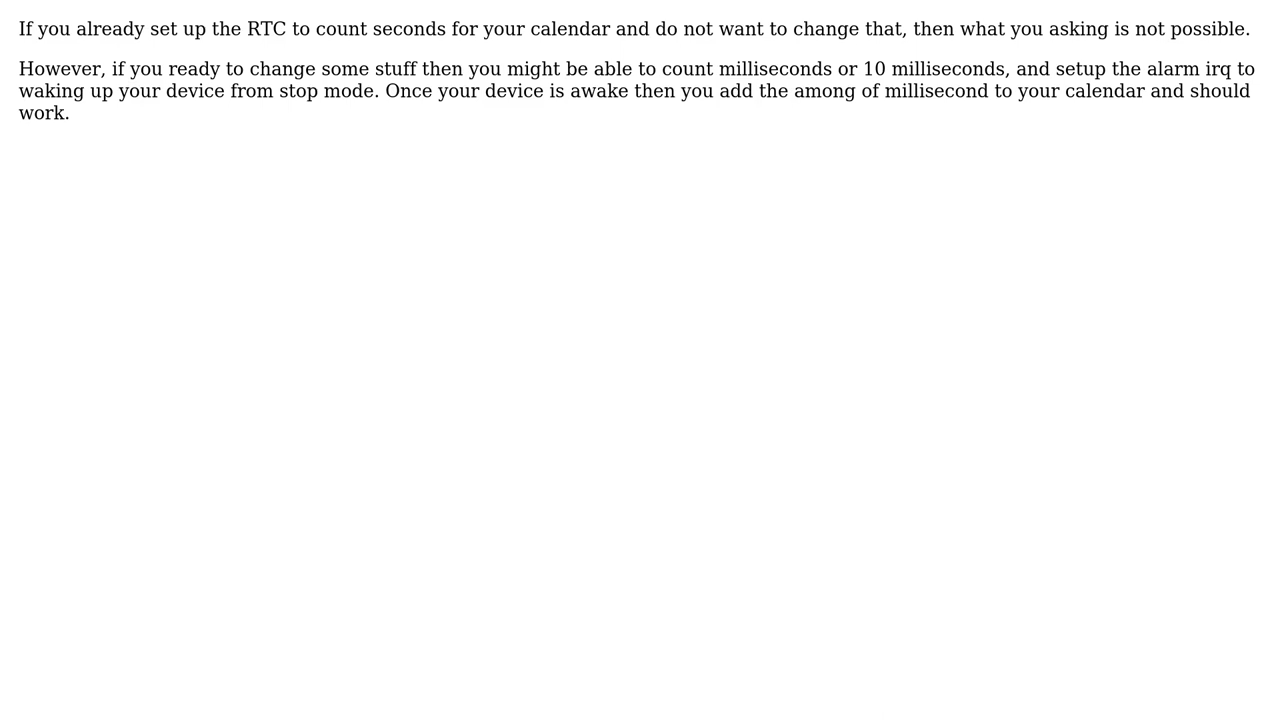 If you already set up the RTC to count seconds for your calendar and do not want to change that, then what you asking is not possible.
However, if you ready to change some stuff then you might be able to count milliseconds or 10 milliseconds, and setup the alarm irq to
waking up your device from stop mode. Once your device is awake then you add the among of millisecond to your calendar and should
work.